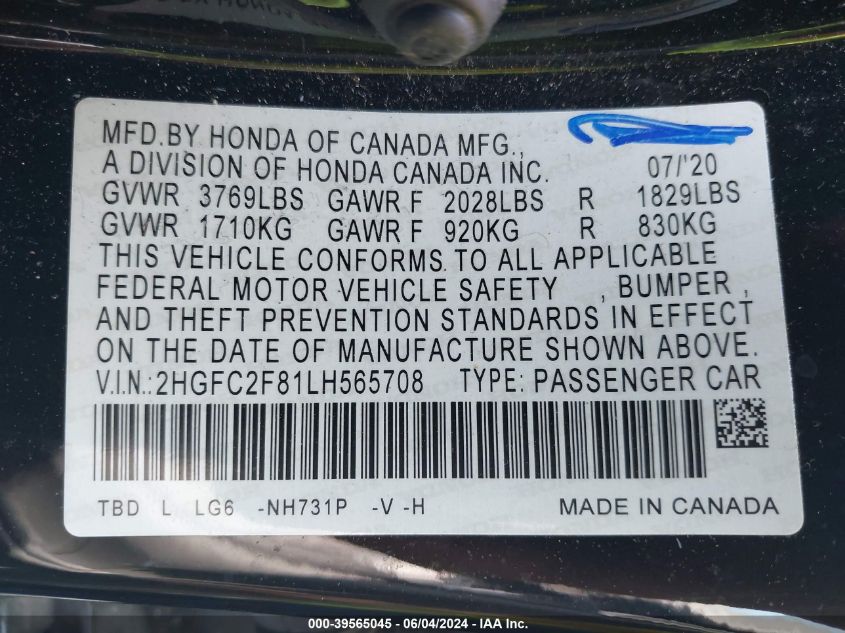 MFD.BY HONDA OF CANADA MFG.,
A DIVISION OF HONDA CANADA INC. 07/'20
GVWR 3769LBS GAWR F 2028LBS R 1829LBS
GVWR 1710KG GAWR F 920KG R 830KG
THIS VEHICLE CONFORMS TO ALL APPLICABLE
FEDERAL MOTOR VEHICLE SAFETY , BUMPER ,
AND THEFT PREVENTION STANDARDS IN EFFECT
ON THE DATE OF MANUFACTURE SHOWN ABOVE.
V.I.N.:2HGFC2F81LH565708 TYPE: PASSENGER CAR
TBD L LG6 -NH731P -V -H MADE IN CANADA
000-39565045 - 06/04/2024 - IAA Inc.